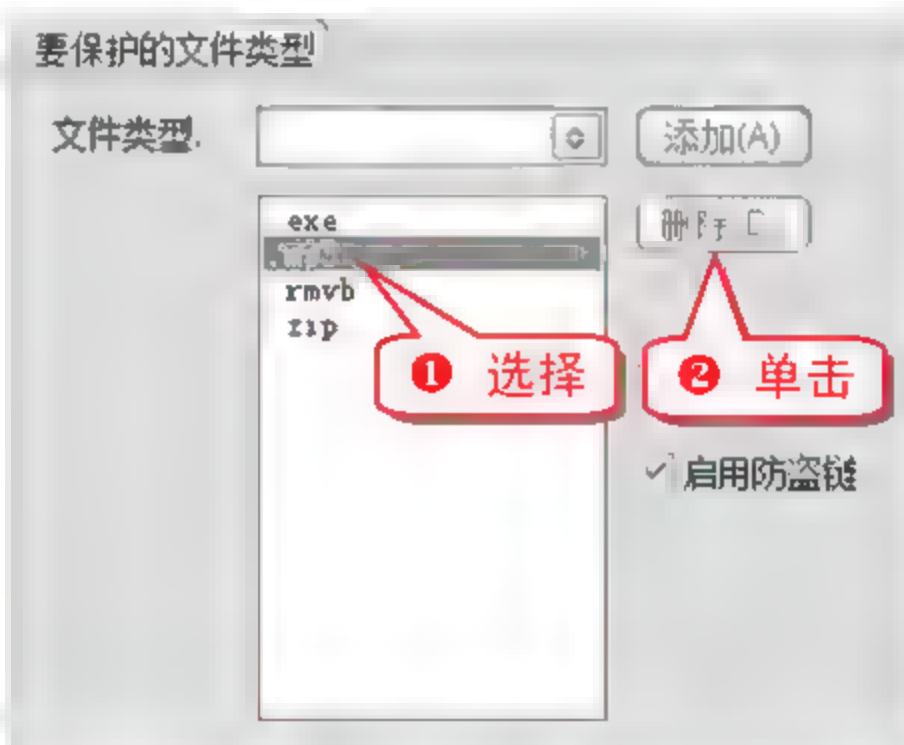 要保护的文件类型
文件类型:
添加(A)
exe
rmvb
zip
❶ 选择
❷ 单击
启用防盗链